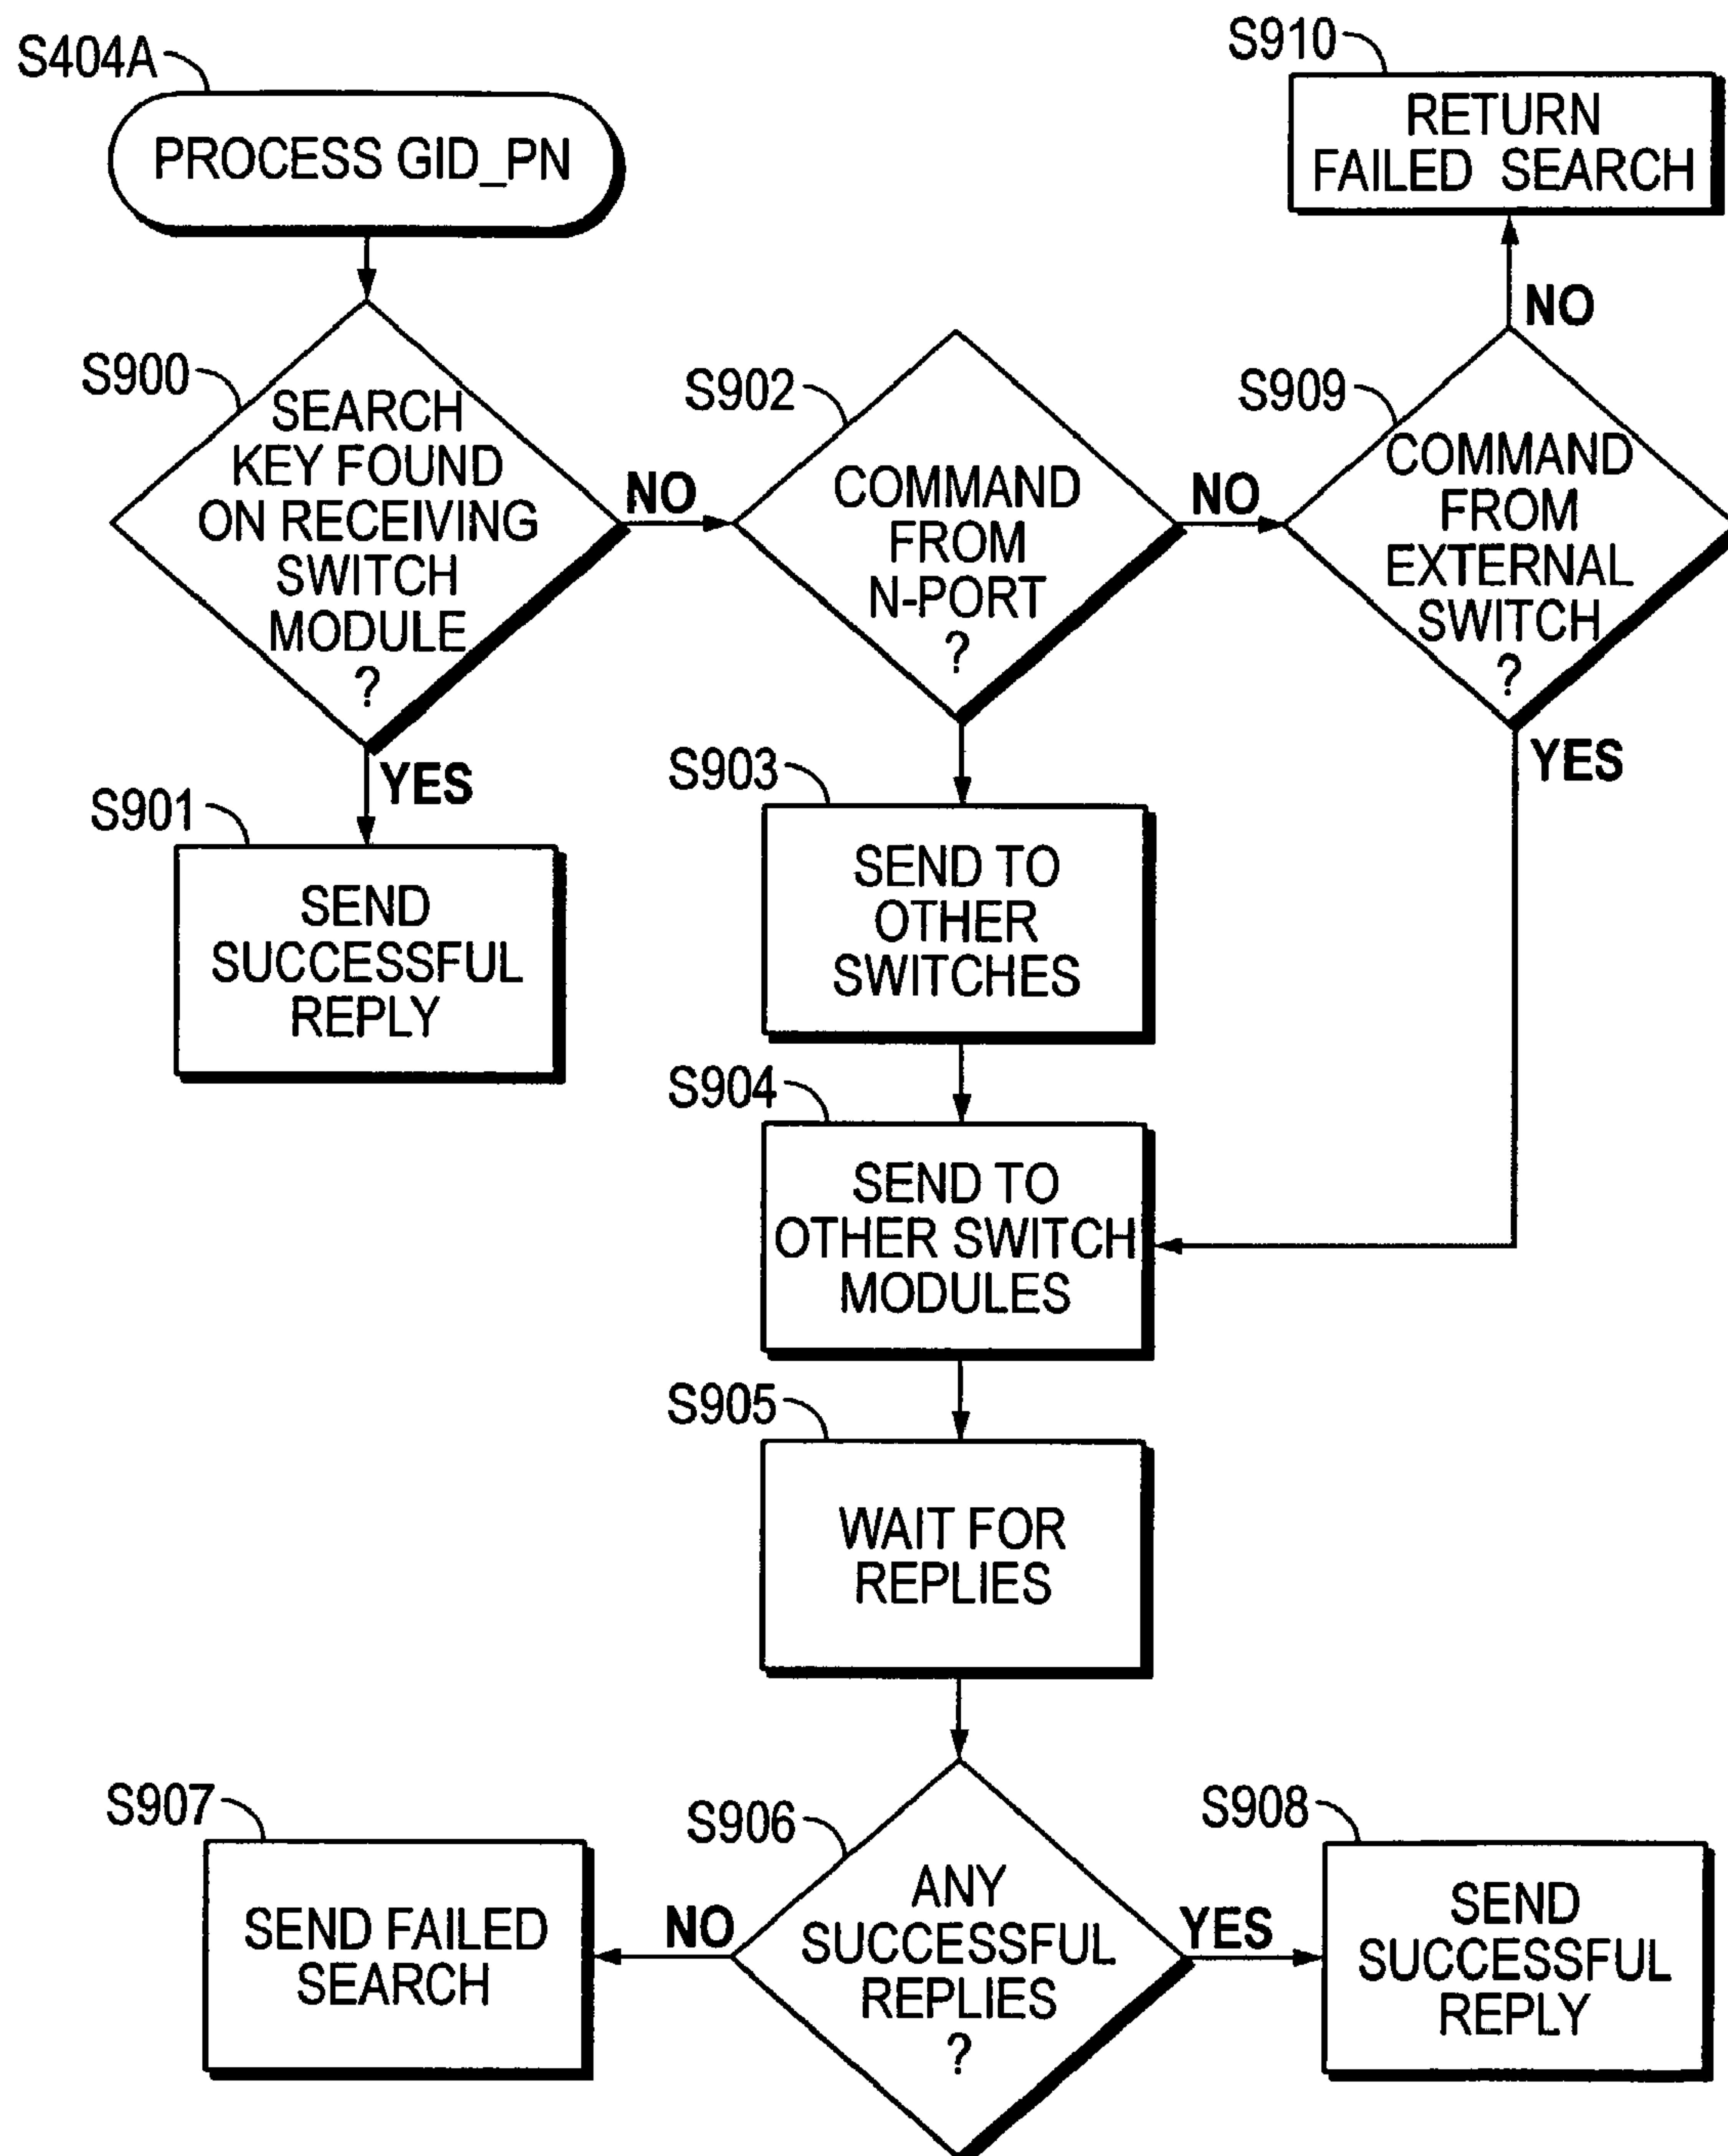 S404A
PROCESS GID_PN
S910
RETURN
FAILED SEARCH
NO
S900
SEARCH
KEY FOUND
ON RECEIVING
SWITCH
MODULE
?
NO
S902
COMMAND
FROM
N-PORT
?
NO
S909
COMMAND
FROM
EXTERNAL
SWITCH
?
YES
YES
S901
SEND
SUCCESSFUL
REPLY
S903
SEND TO
OTHER
SWITCHES
S904
SEND TO
OTHER SWITCH
MODULES
S905
WAIT FOR
REPLIES
S907
SEND FAILED
SEARCH
NO
S906
ANY
SUCCESSFUL
REPLIES
?
YES
S908
SEND
SUCCESSFUL
REPLY